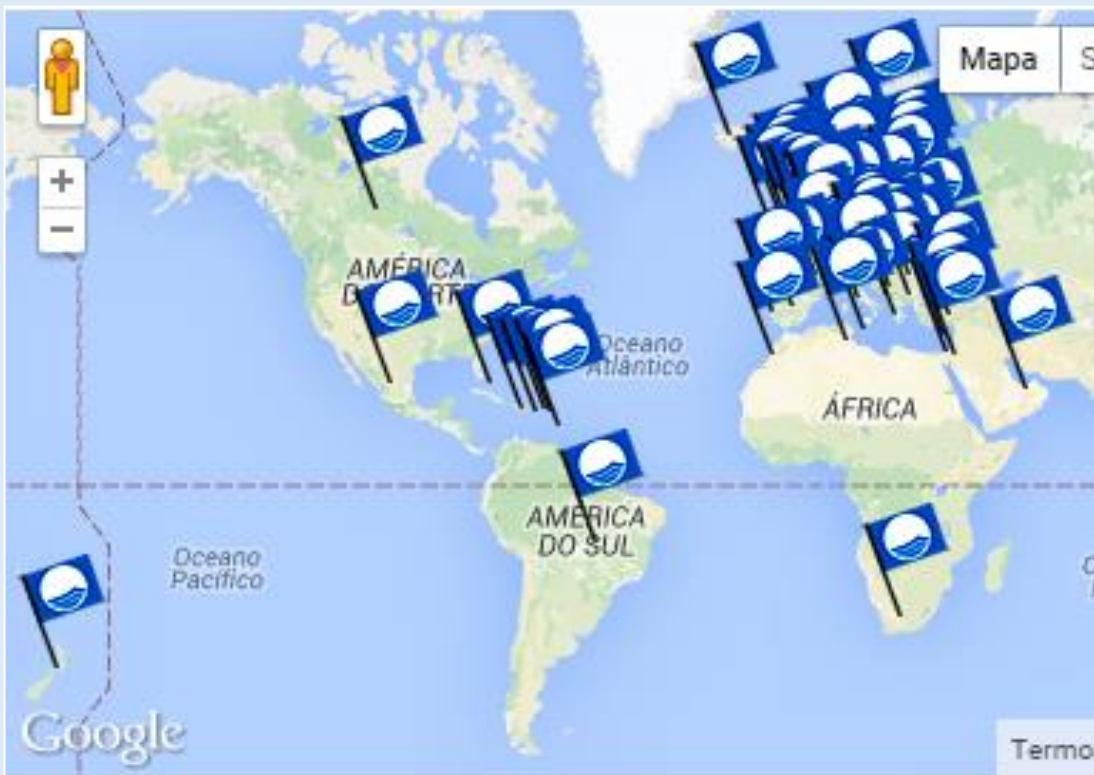 Mapa
S
+
−
AMÉRICA
Oceano
Atlântico
ÁFRICA
AMÉRICA
DO SUL
Oceano
Pacífico
Google
Termo